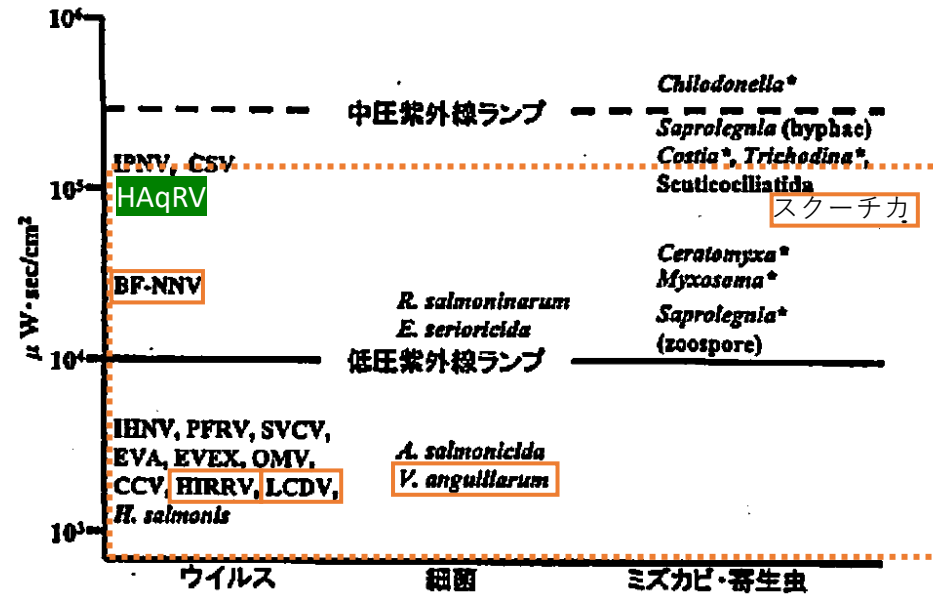 10⁶
Chilodonella*
中圧紫外線ランプ
Saprolegnia (hyphae)
IPNV, CSV
Costia*, Trichodina*,
10⁵
HAqRV
Scuticociliatida
スクーチカ
μ W·sec/cm²
Ceratomyxa*
BF-NNV
Myxosoma*
R. salmoninarum
Saprolegnia*
E. seriolicida
(zoospore)
10⁴
低圧紫外線ランプ
IHNV, PFRV, SVCV,
EVA, EVEX, OMV,
A. salmonicida
CCV, HIRRV, LCDV,
V. anguillarum
H. salmonis
10³
ウイルス
細菌
ミズカビ・寄生虫